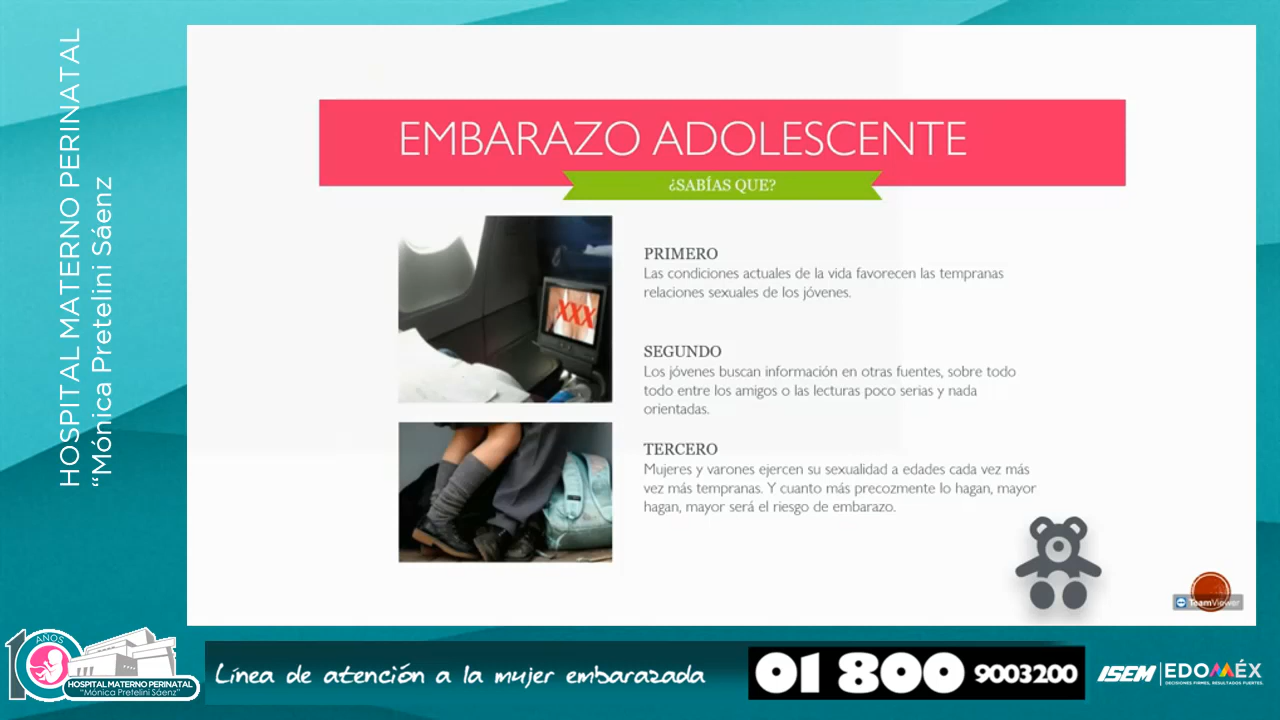 HOSPITAL MATERNO PERINATAL
“Mónica Pretelini Sáenz
EMBARAZO ADOLESCENTE
¿SABÍAS QUE?
XXX
PRIMERO
Las condiciones actuales de la vida favorecen las tempranas
relaciones sexuales de los jóvenes.
SEGUNDO
Los jóvenes buscan información en otras fuentes, sobre todo
todo entre los amigos o las lecturas poco serias y nada
orientadas.
TERCERO
Mujeres y varones ejercen su sexualidad a edades cada vez más
vez más tempranas. Y cuanto más precozmente lo hagan, mayor
hagan, mayor será el riesgo de embarazo.
TeamViewer
10 AÑOS
HOSPITAL MATERNO PERINATAL
“Mónica Pretelini Sáenz”
Línea de atención a la mujer embarazada
01 800 9003200
ISEM
EDOMÉX
DECISIONES FIRMES, RESULTADOS FUERTES.